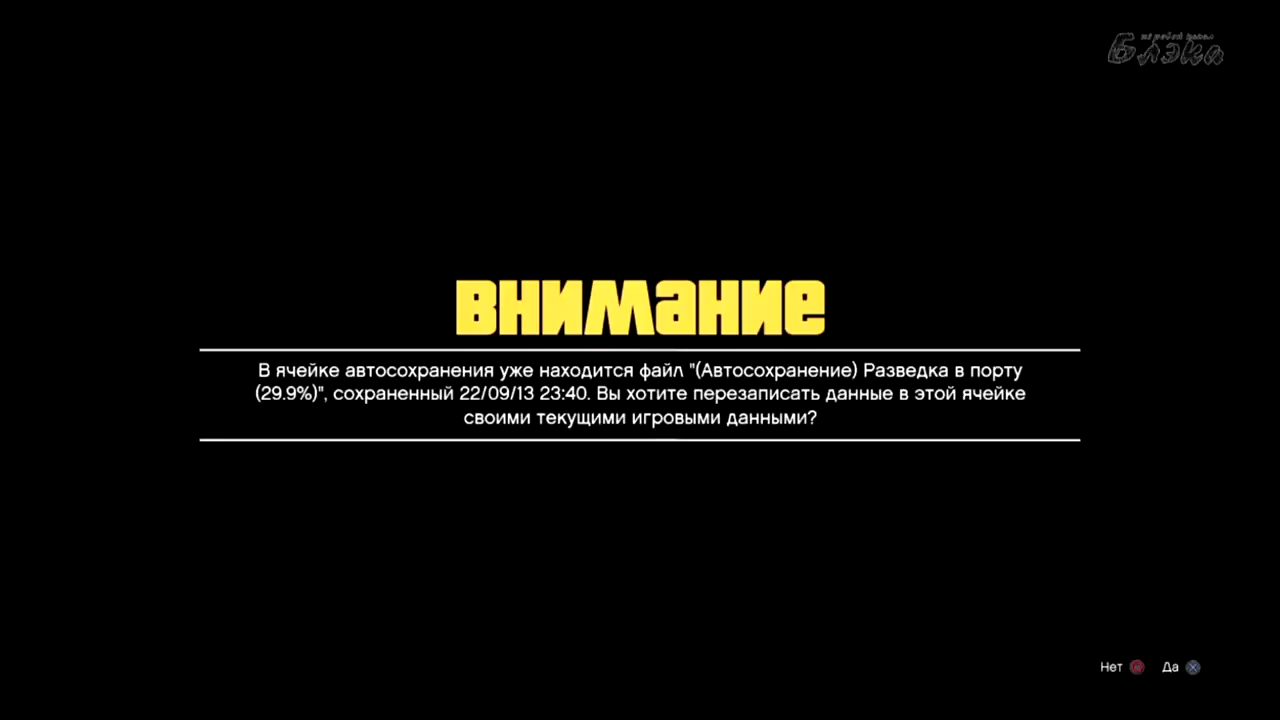 Блэка
внимание
В ячейке автосохранения уже находится файл "(Автосохранение) Разведка в порту
(29.9%)", сохраненный 22/09/13 23:40. Вы хотите перезаписать данные в этой ячейке
своими текущими игровыми данными?
Нет Да